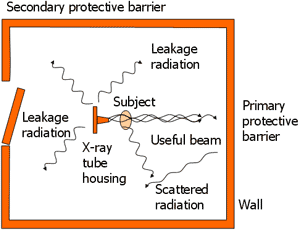 Secondary protective barrier
Leakage
radiation
Subject
Leakage
radiation
Primary
protective
barrier
X-ray
tube
housing
Useful beam
Scattered
radiation
Wall